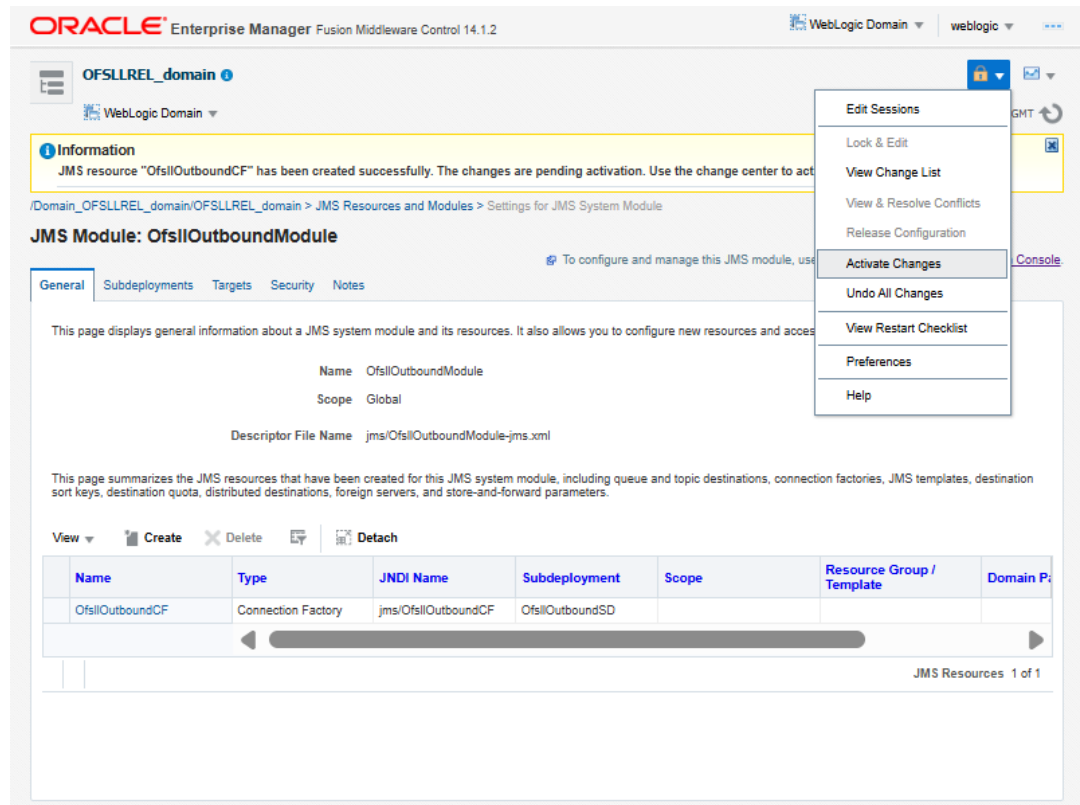 ORACLE® Enterprise Manager Fusion Middleware Control 14.1.2
WebLogic Domain
weblogic
OFSLLREL_domain
WebLogic Domain
GMT
Edit Sessions
Lock & Edit
View Change List
View & Resolve Conflicts
Release Configuration
Activate Changes
Undo All Changes
View Restart Checklist
Preferences
Help
Information
JMS resource "OfsllOutboundCF" has been created successfully. The changes are pending activation. Use the change center to act
/Domain_OFSLLREL_domain/OFSLLREL_domain > JMS Resources and Modules > Settings for JMS System Module
JMS Module: OfsllOutboundModule
To configure and manage this JMS module, use
Console.
General Subdeployments Targets Security Notes
This page displays general information about a JMS system module and its resources. It also allows you to configure new resources and acces
Name OfsllOutboundModule
Scope Global
Descriptor File Name jms/OfsllOutboundModule-jms.xml
This page summarizes the JMS resources that have been created for this JMS system module, including queue and topic destinations, connection factories, JMS templates, destination
sort keys, destination quota, distributed destinations, foreign servers, and store-and-forward parameters.
View Create Delete Detach
Name Type JNDI Name Subdeployment Scope Resource Group / Template Domain Pa
OfsllOutboundCF Connection Factory jms/OfsllOutboundCF OfsllOutboundSD
JMS Resources 1 of 1